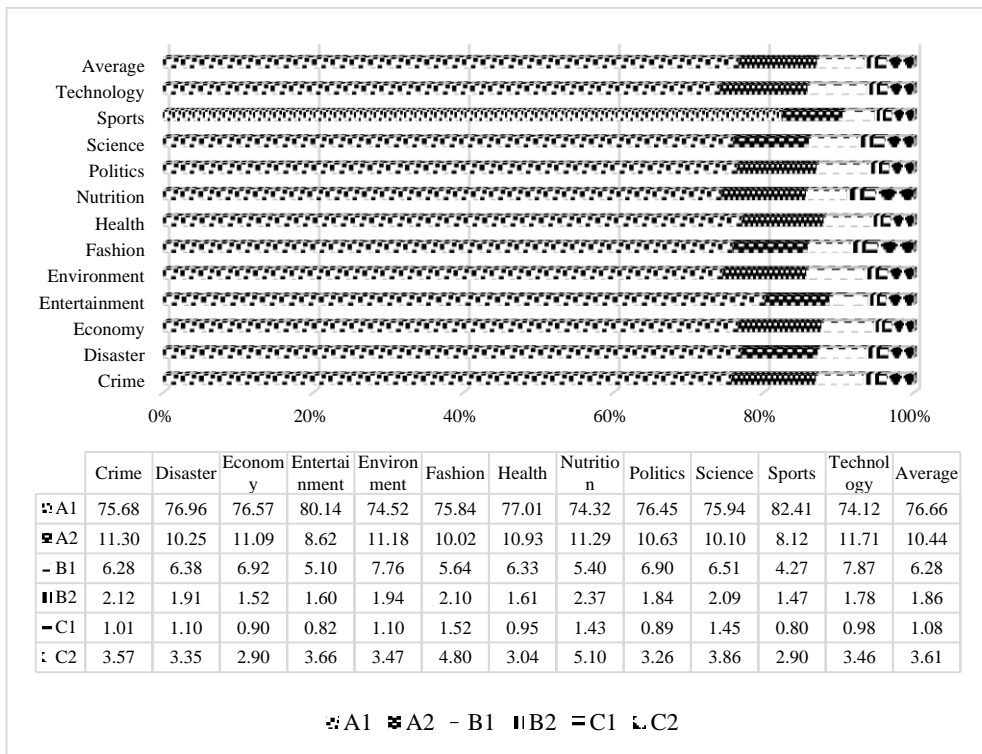 Average
Technology
Sports
Science
Politics
Nutrition
Health
Fashion
Environment
Entertainment
Economy
Disaster
Crime
0% 20% 40% 60% 80% 100%
Crime Disaster Econom y Entertai nment Environ ment Fashion Health Nutritio n Politics Science Sports Technol ogy Average
A1 75.68 76.96 76.57 80.14 74.52 75.84 77.01 74.32 76.45 75.94 82.41 74.12 76.66
A2 11.30 10.25 11.09 8.62 11.18 10.02 10.93 11.29 10.63 10.10 8.12 11.71 10.44
B1 6.28 6.38 6.92 5.10 7.76 5.64 6.33 5.40 6.90 6.51 4.27 7.87 6.28
B2 2.12 1.91 1.52 1.60 1.94 2.10 1.61 2.37 1.84 2.09 1.47 1.78 1.86
C1 1.01 1.10 0.90 0.82 1.10 1.52 0.95 1.43 0.89 1.45 0.80 0.98 1.08
C2 3.57 3.35 2.90 3.66 3.47 4.80 3.04 5.10 3.26 3.86 2.90 3.46 3.61
A1 A2 B1 B2 C1 C2